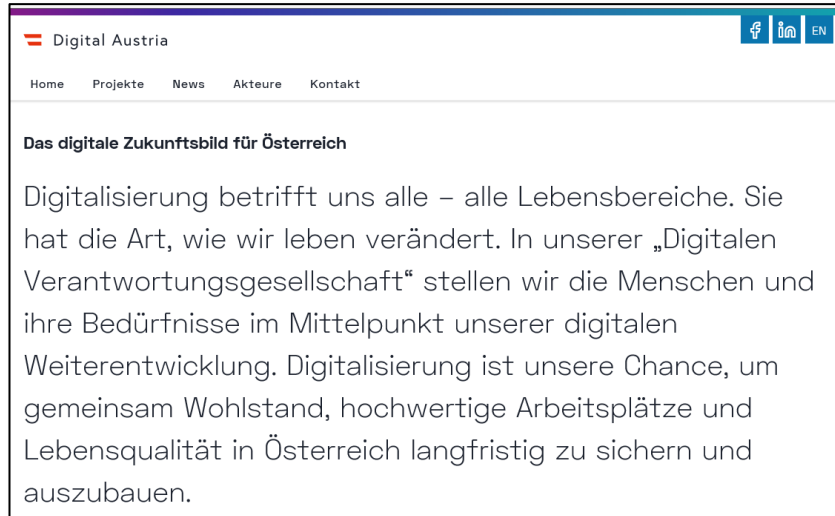 Digital Austria
EN
Home Projekte News Akteure Kontakt
Das digitale Zukunftsbild für Österreich
Digitalisierung betrifft uns alle – alle Lebensbereiche. Sie
hat die Art, wie wir leben verändert. In unserer „Digitalen
Verantwortungsgesellschaft“ stellen wir die Menschen und
ihre Bedürfnisse im Mittelpunkt unserer digitalen
Weiterentwicklung. Digitalisierung ist unsere Chance, um
gemeinsam Wohlstand, hochwertige Arbeitsplätze und
Lebensqualität in Österreich langfristig zu sichern und
auszubauen.